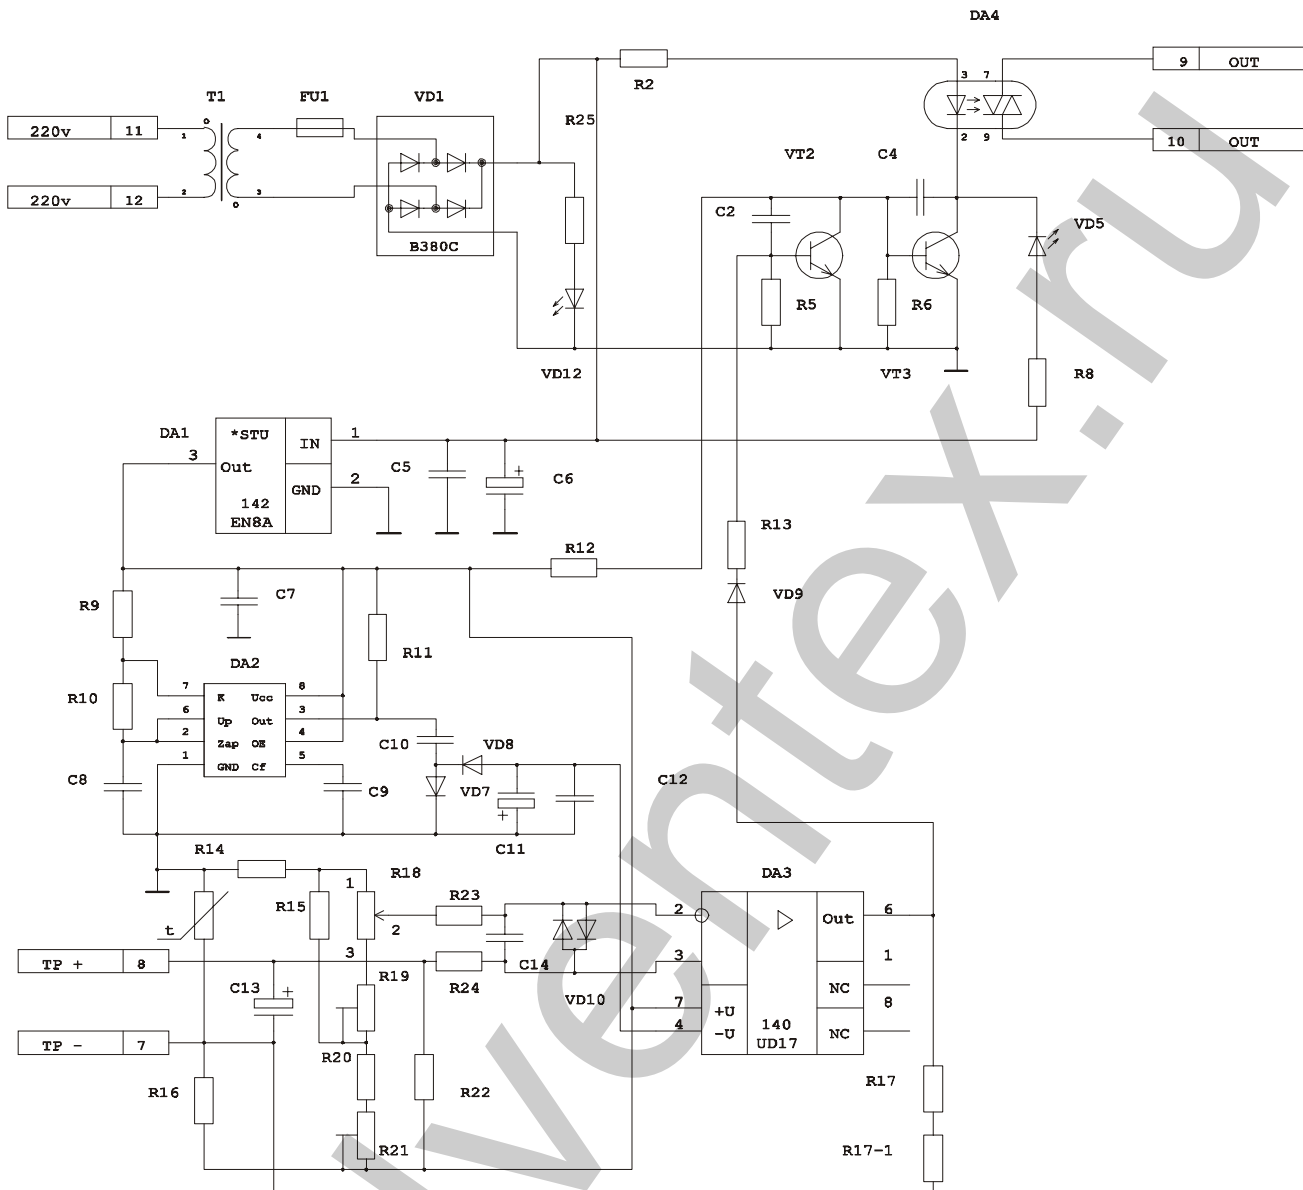 DA4
9 OUT
R2
3 7
T1 FU1 VD1
R25
220v 11
1 4
2 9
10 OUT
VT2 C4
220v 12
2 3
C2
VD5
B380C
R5 R6
VD12
VT3
R8
DA1
*STU
IN
1
3
Out
C5
2
C6
GND
142
EN8A
R13
R12
R9
C7
VD9
R11
DA2
R10
7 E Ucc 8
6 Up Out 3
2 Zap OE 4
C10 VD8
1 GND Cf 5
C8
C9
VD7
C12
C11
R14
R18
DA3
1
R23
R15
2
Out
6
t
2
3
3
1
TP + 8
C14
R24
R19
C13
VD10
NC
8
7
+U
140
UD17
4
-U
NC
TP - 7
R20
R16
R22
R17
R21
R17-1
ventex.ru